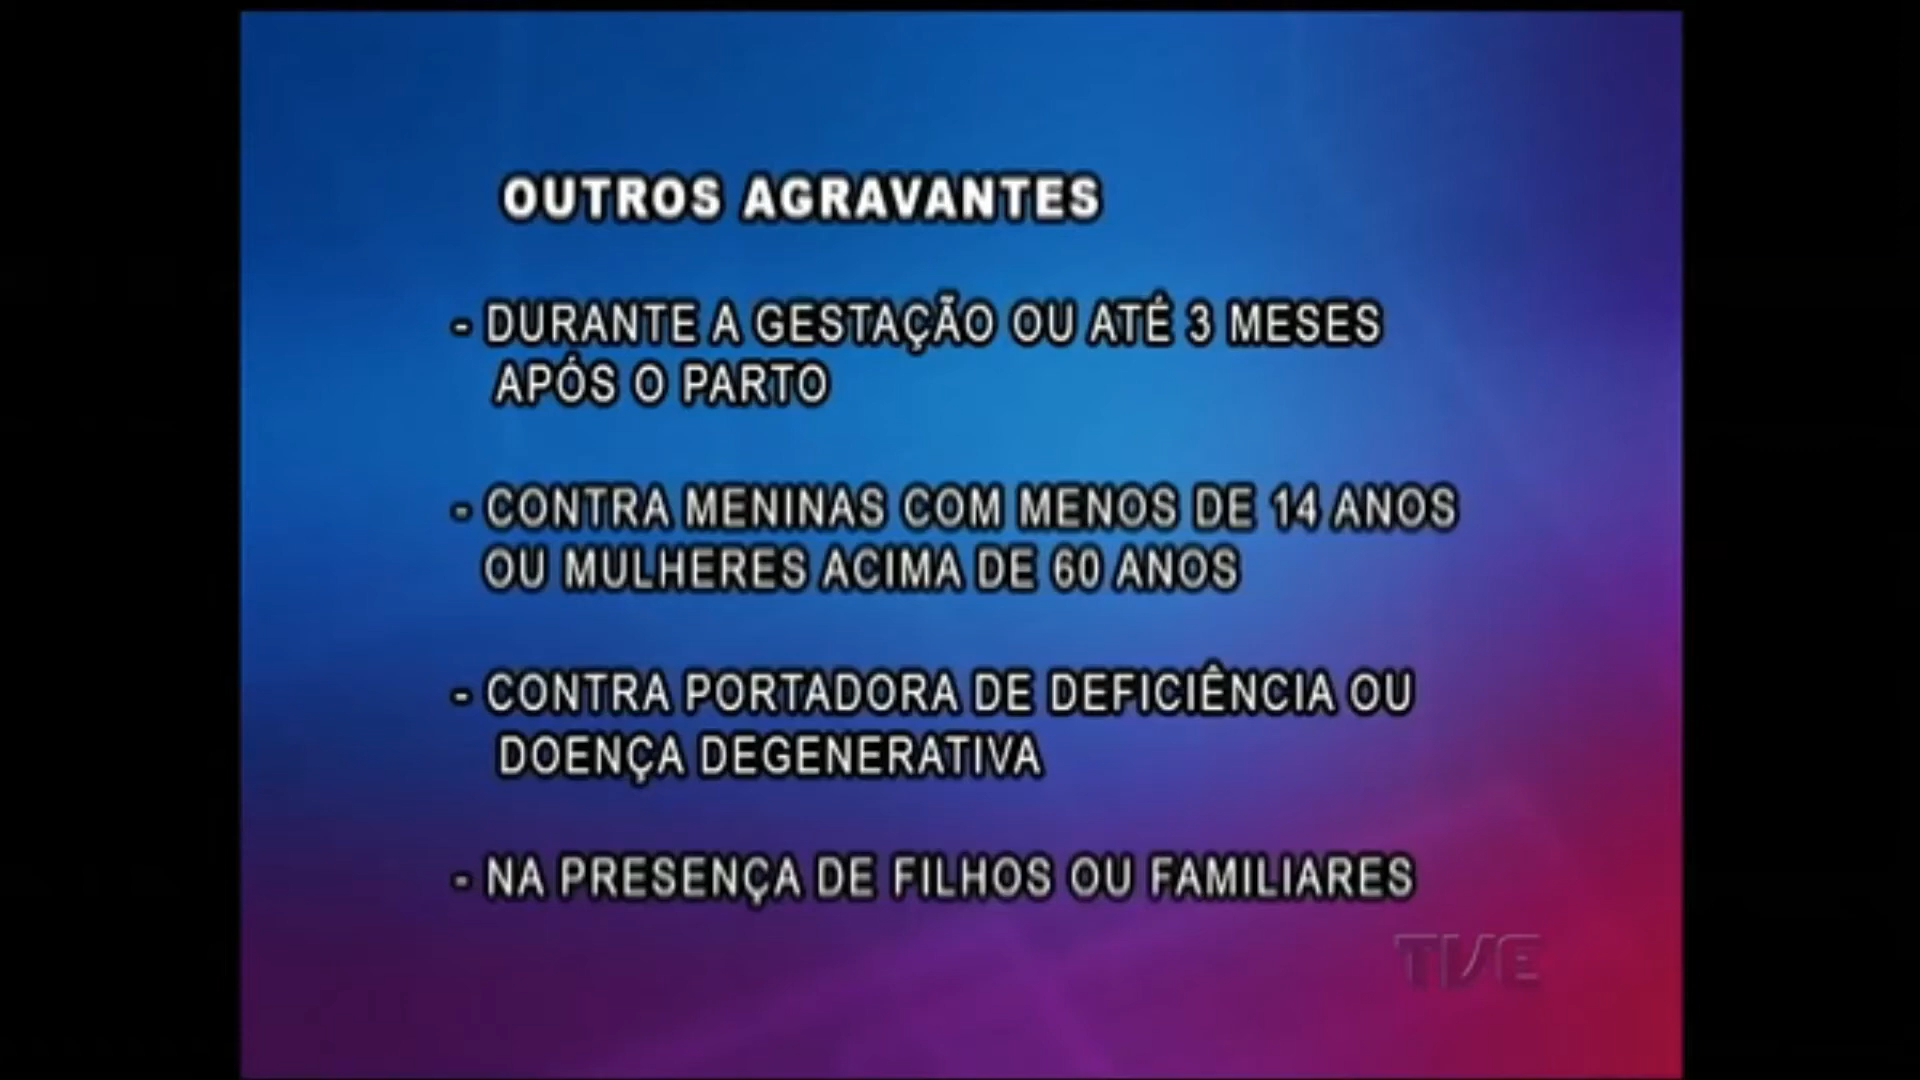 OUTROS AGRAVANTES
- DURANTE A GESTAÇÃO OU ATÉ 3 MESES
APÓS O PARTO
- CONTRA MENINAS COM MENOS DE 14 ANOS
OU MULHERES ACIMA DE 60 ANOS
- CONTRA PORTADORA DE DEFICIÊNCIA OU
DOENÇA DEGENERATIVA
- NA PRESENÇA DE FILHOS OU FAMILIARES
TVE